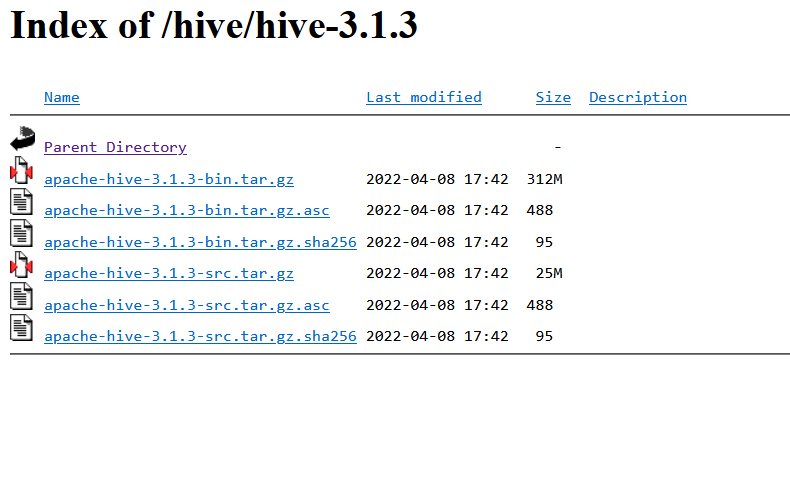 Index of /hive/hive-3.1.3
Name Last modified Size Description
Parent Directory -
apache-hive-3.1.3-bin.tar.gz 2022-04-08 17:42 312M
apache-hive-3.1.3-bin.tar.gz.asc 2022-04-08 17:42 488
apache-hive-3.1.3-bin.tar.gz.sha256 2022-04-08 17:42 95
apache-hive-3.1.3-src.tar.gz 2022-04-08 17:42 25M
apache-hive-3.1.3-src.tar.gz.asc 2022-04-08 17:42 488
apache-hive-3.1.3-src.tar.gz.sha256 2022-04-08 17:42 95